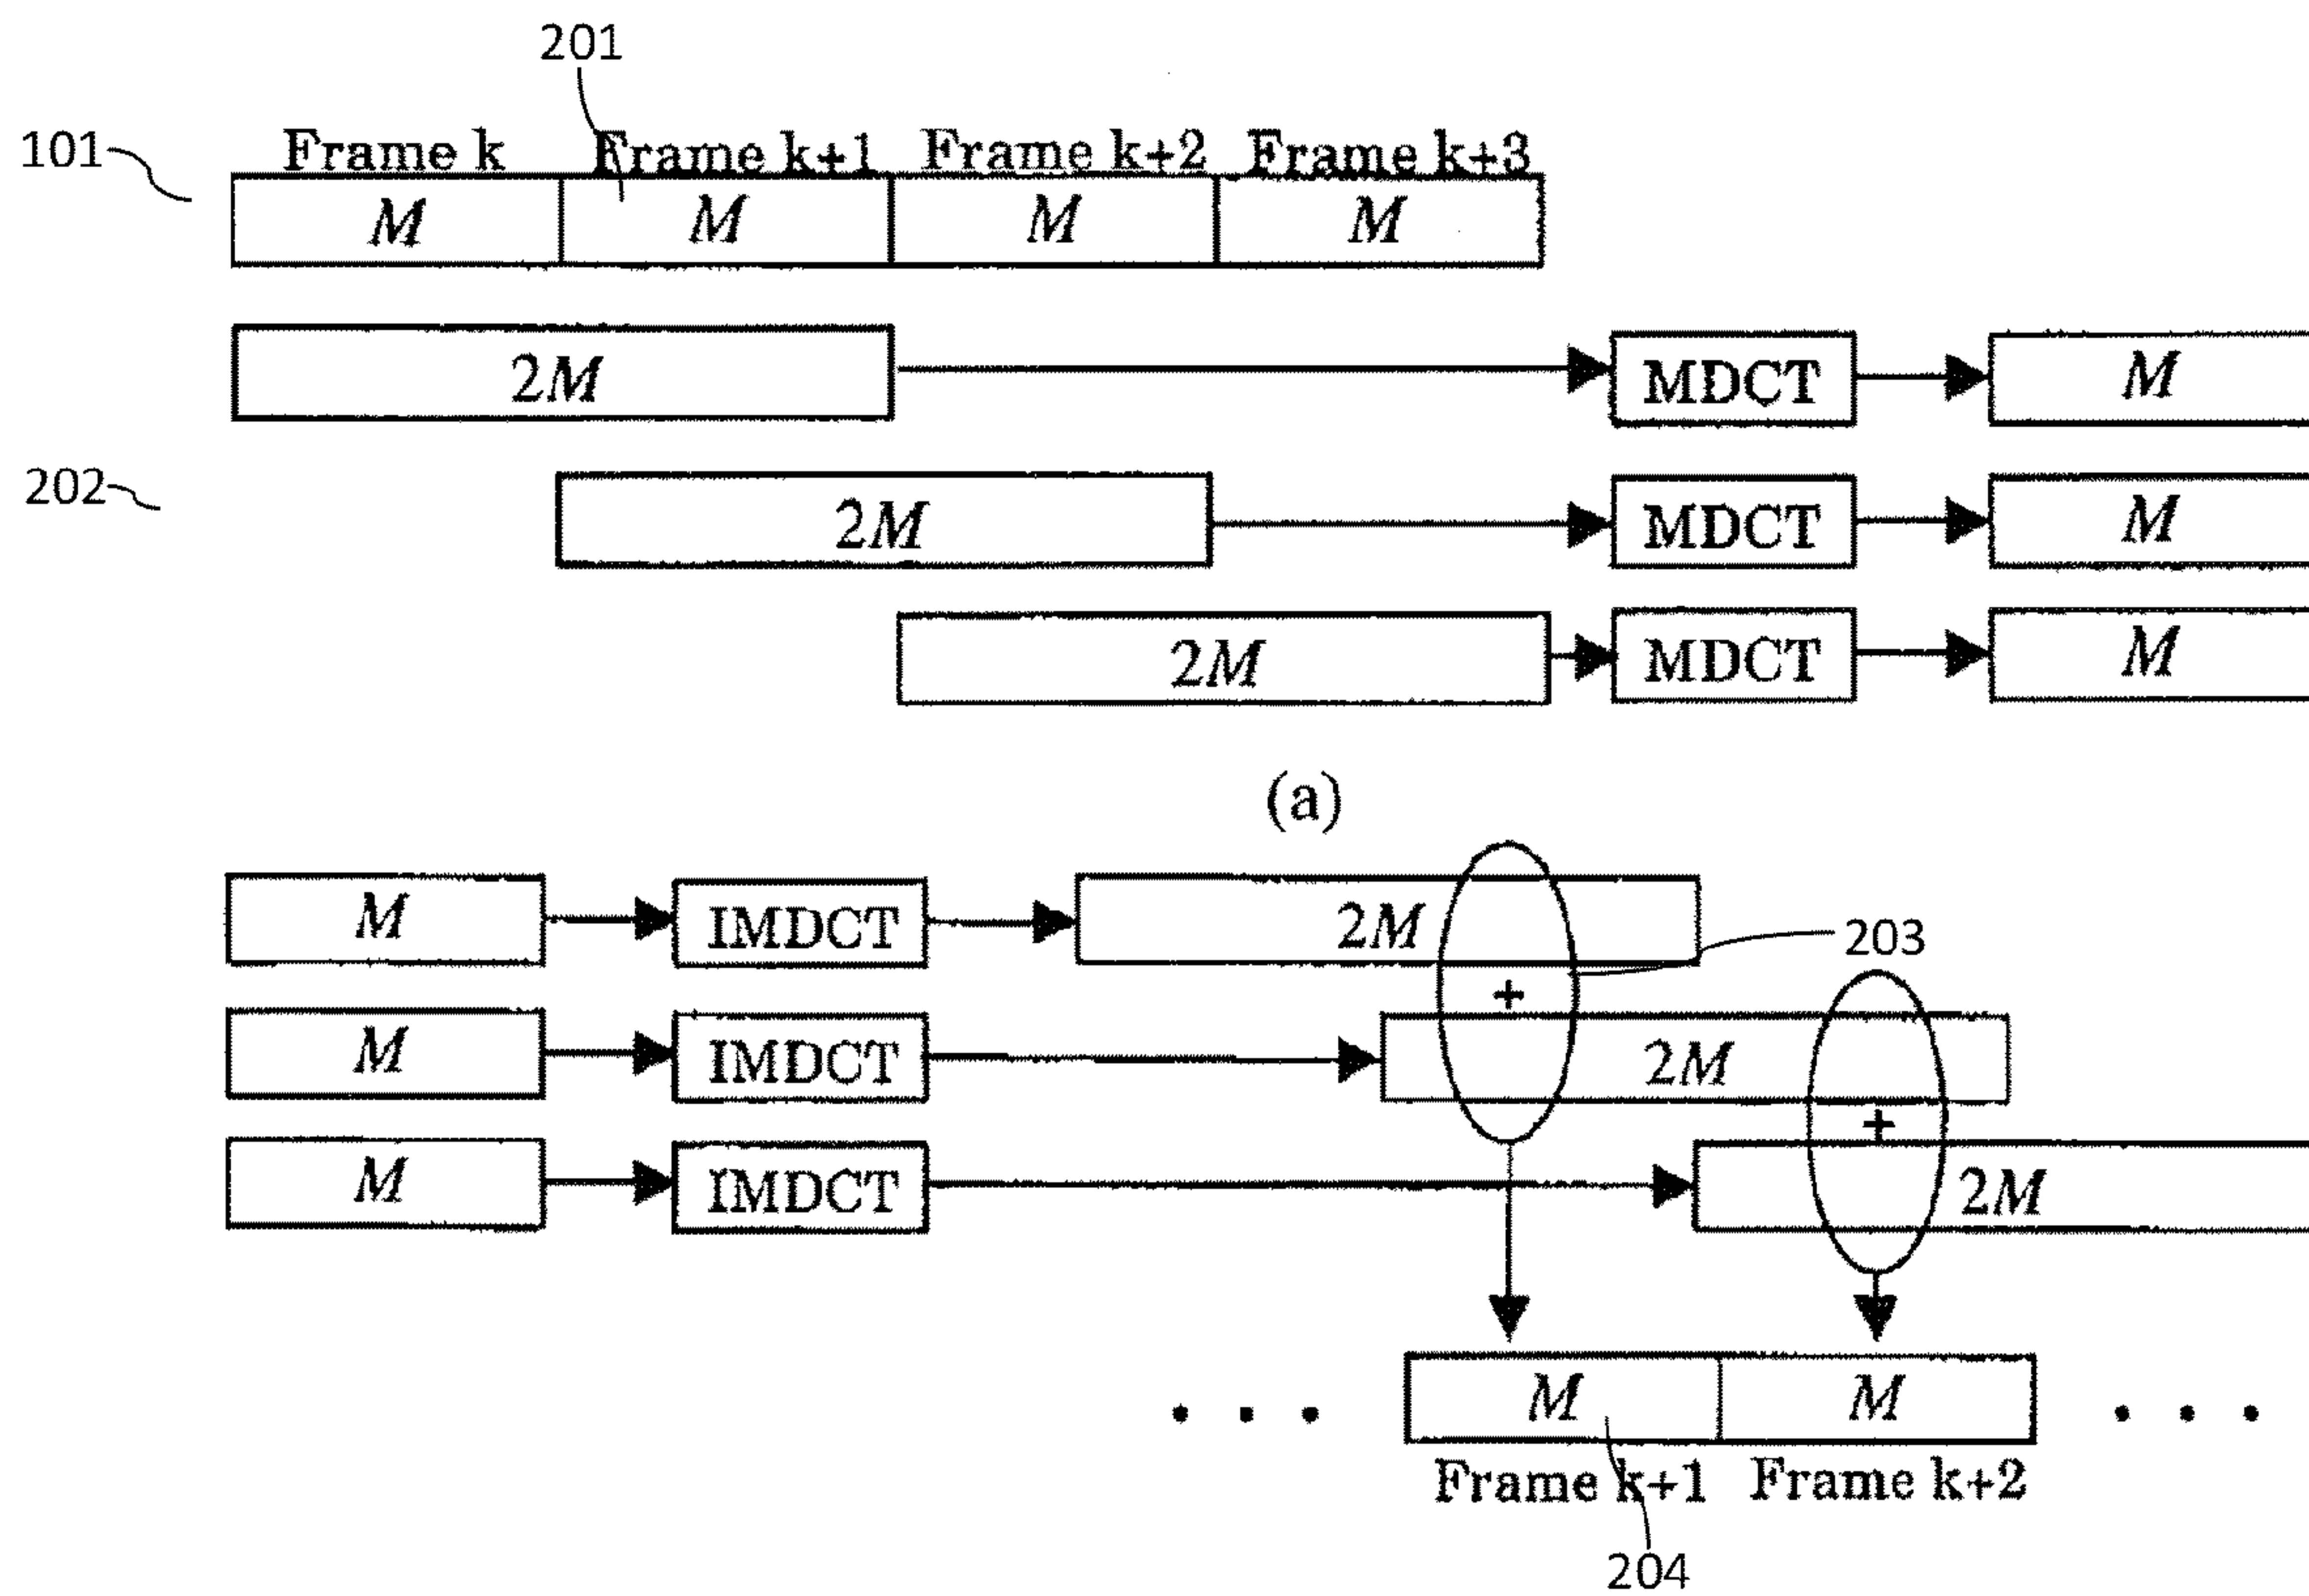 201
101
Frame k Frame k+1 Frame k+2 Frame k+3
M M M M
2M MDCT M
202
2M MDCT M
2M MDCT M
(a)
M IMDCT 2M
203
+
M IMDCT 2M
+
M IMDCT 2M
. . . M M . . .
Frame k+1 Frame k+2
204